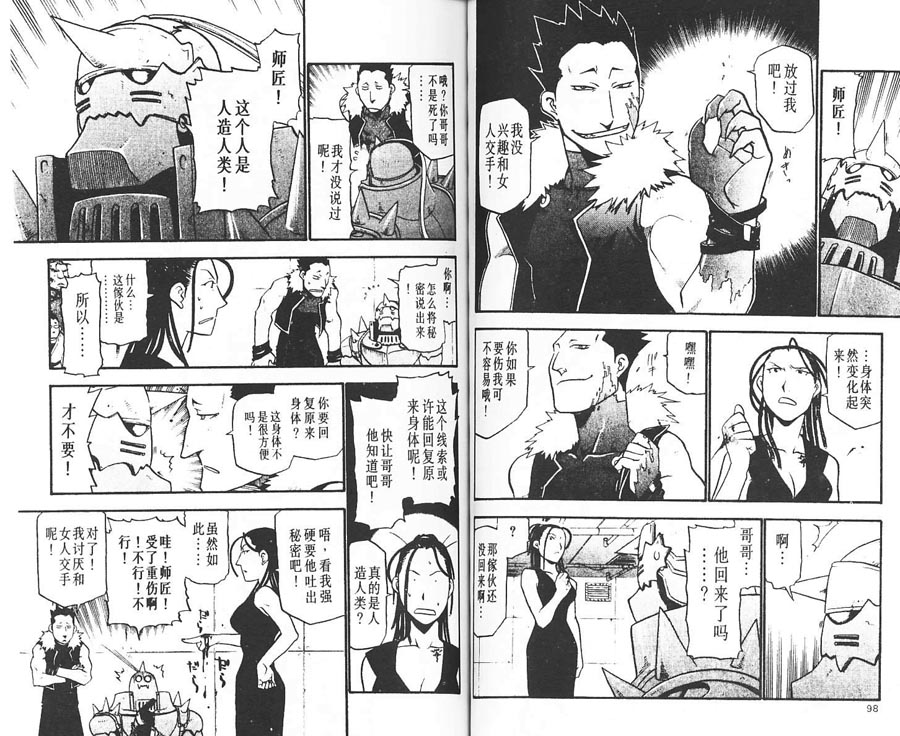 师匠！
放过我
吧！
めきっ
我没
兴趣和女
人交手！
…身体突
然变化起
来！
嘿嘿！
你如果
要伤我可
不容易哦！
啊…
哥哥…
他回来了吗
？
那傢伙还
没回来啊！
98
哦？你哥哥
不是死了吗
我才没说过
呢！
师匠！
这个人是
人造人类！
你啊…
怎么将秘
密说出来
！
什么…
这傢伙是
所以……
这个线索或
许能回复原
来身体呢！
快让哥哥
他知道吧！
你要回
复原来
身体？
这身体不
是很方便
吗！
才不要！
真的是人
造人类？
唔，看我强
硬要他吐出
秘密吧！
虽然如
此…
哇！师匠！
受了重伤啊
！不行！不
行！
对了！
我讨厌和
女人交手
呢！